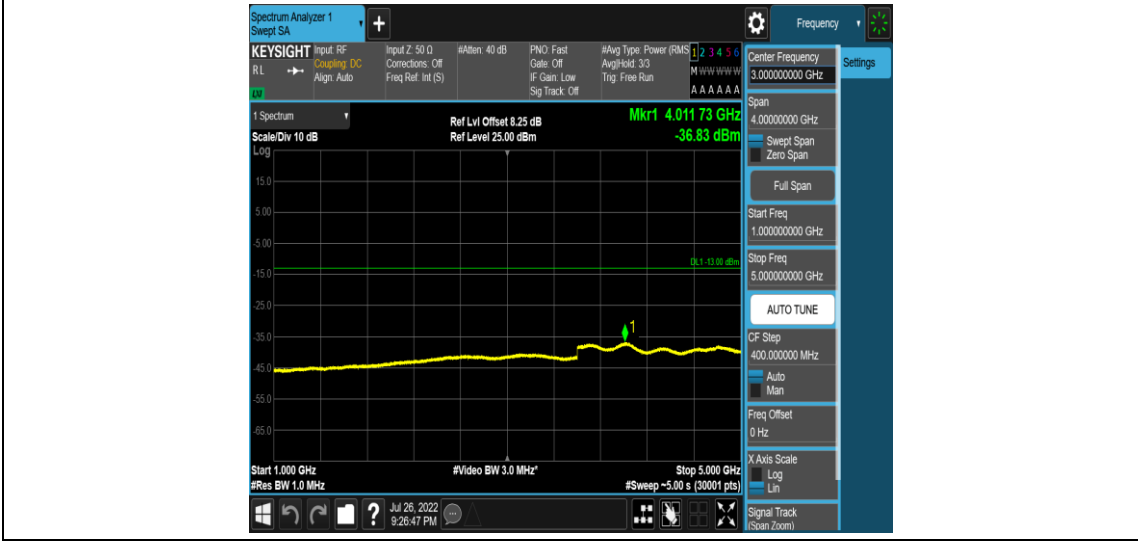 Spectrum Analyzer 1
Swept SA
+
Frequency
KEYSIGHT
RL
LXI
Input: RF
Coupling: DC
Align: Auto
Input Z: 50 Ω
Corrections: Off
Freq Ref: Int (S)
#Atten: 40 dB
PNO: Fast
Gate: Off
IF Gain: Low
Sig Track: Off
#Avg Type: Power (RMS
Avg|Hold: 3/3
Trig: Free Run
1 2 3 4 5 6
M W W W W W
A A A A A A
1 Spectrum
Scale/Div 10 dB
Log
Ref Lvl Offset 8.25 dB
Ref Level 25.00 dBm
Mkr1 4.011 73 GHz
-36.83 dBm
15.0
5.00
-5.00
-15.0
-25.0
-35.0
-45.0
-55.0
-65.0
DL1 -13.00 dBm
1
Start 1.000 GHz
#Res BW 1.0 MHz
#Video BW 3.0 MHz*
Stop 5.000 GHz
#Sweep ~5.00 s (30001 pts)
?
Jul 26, 2022
9:26:47 PM
Center Frequency
3.000000000 GHz
Settings
Span
4.00000000 GHz
Swept Span
Zero Span
Full Span
Start Freq
1.000000000 GHz
Stop Freq
5.000000000 GHz
AUTO TUNE
CF Step
400.000000 MHz
Auto
Man
Freq Offset
0 Hz
X Axis Scale
Log
Lin
Signal Track
(Span Zoom)